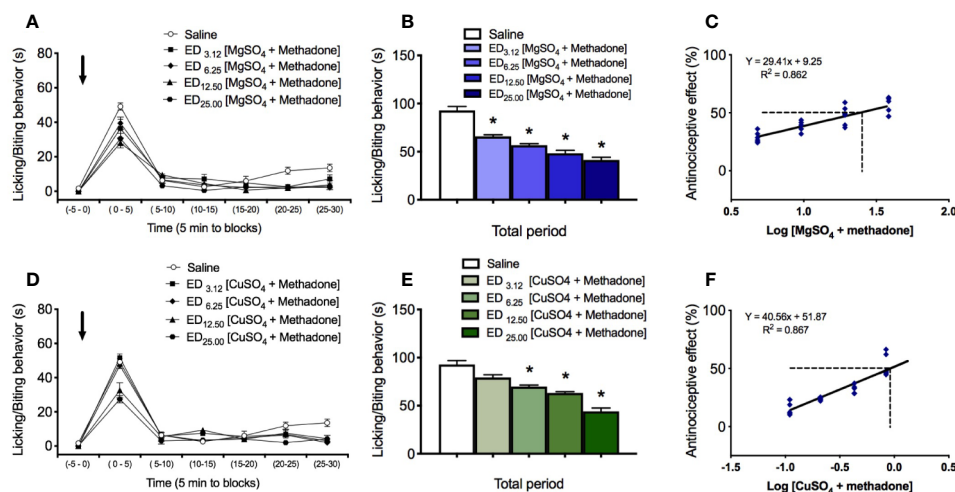 A
Licking/Biting behavior (s)
80
60
40
20
0
Saline
ED 3.12 [MgSO4 + Methadone]
ED 6.25 [MgSO4 + Methadone]
ED12.50 [MgSO4 + Methadone]
ED25.00 [MgSO4 + Methadone]
(-5 - 0) ( 0 - 5) ( 5-10) (10-15) (15-20) (20-25) (25-30)
Time (5 min to blocks)
B
Licking/Biting behavior (s)
150
100
50
0
Saline
ED3.12 [MgSO4 + Methadone]
ED6.25 [MgSO4 + Methadone]
ED12.50 [MgSO4 + Methadone]
ED25.00 [MgSO4 + Methadone]
* * * *
Total period
C
Antinociceptive effect (%)
100
50
0
Y = 29.41x + 9.25
R2 = 0.862
0.5 1.0 1.5 2.0
Log [MgSO4 + methadone]
D
Licking/Biting behavior (s)
80
60
40
20
0
Saline
ED 3.12 [CuSO4 + Methadone]
ED 6.25 [CuSO4 + Methadone]
ED12.50 [CuSO4 + Methadone]
ED25.00 [CuSO4 + Methadone]
(-5 - 0) ( 0 - 5) ( 5-10) (10-15) (15-20) (20-25) (25-30)
Time (5 min to blocks)
E
Licking/Biting behavior (s)
150
100
50
0
Saline
ED 3.12 [CuSO4 + Methadone]
ED 6.25 [CuSO4 + Methadone]
ED 12.50 [CuSO4 + Methadone]
ED 25.00 [CuSO4 + Methadone]
* * *
Total period
F
Antinociceptive effect (%)
100
50
0
Y = 40.56x + 51.87
R2 = 0.867
-1.5 -1.0 -0.5 0.0 0.5
Log [CuSO4 + methadone]